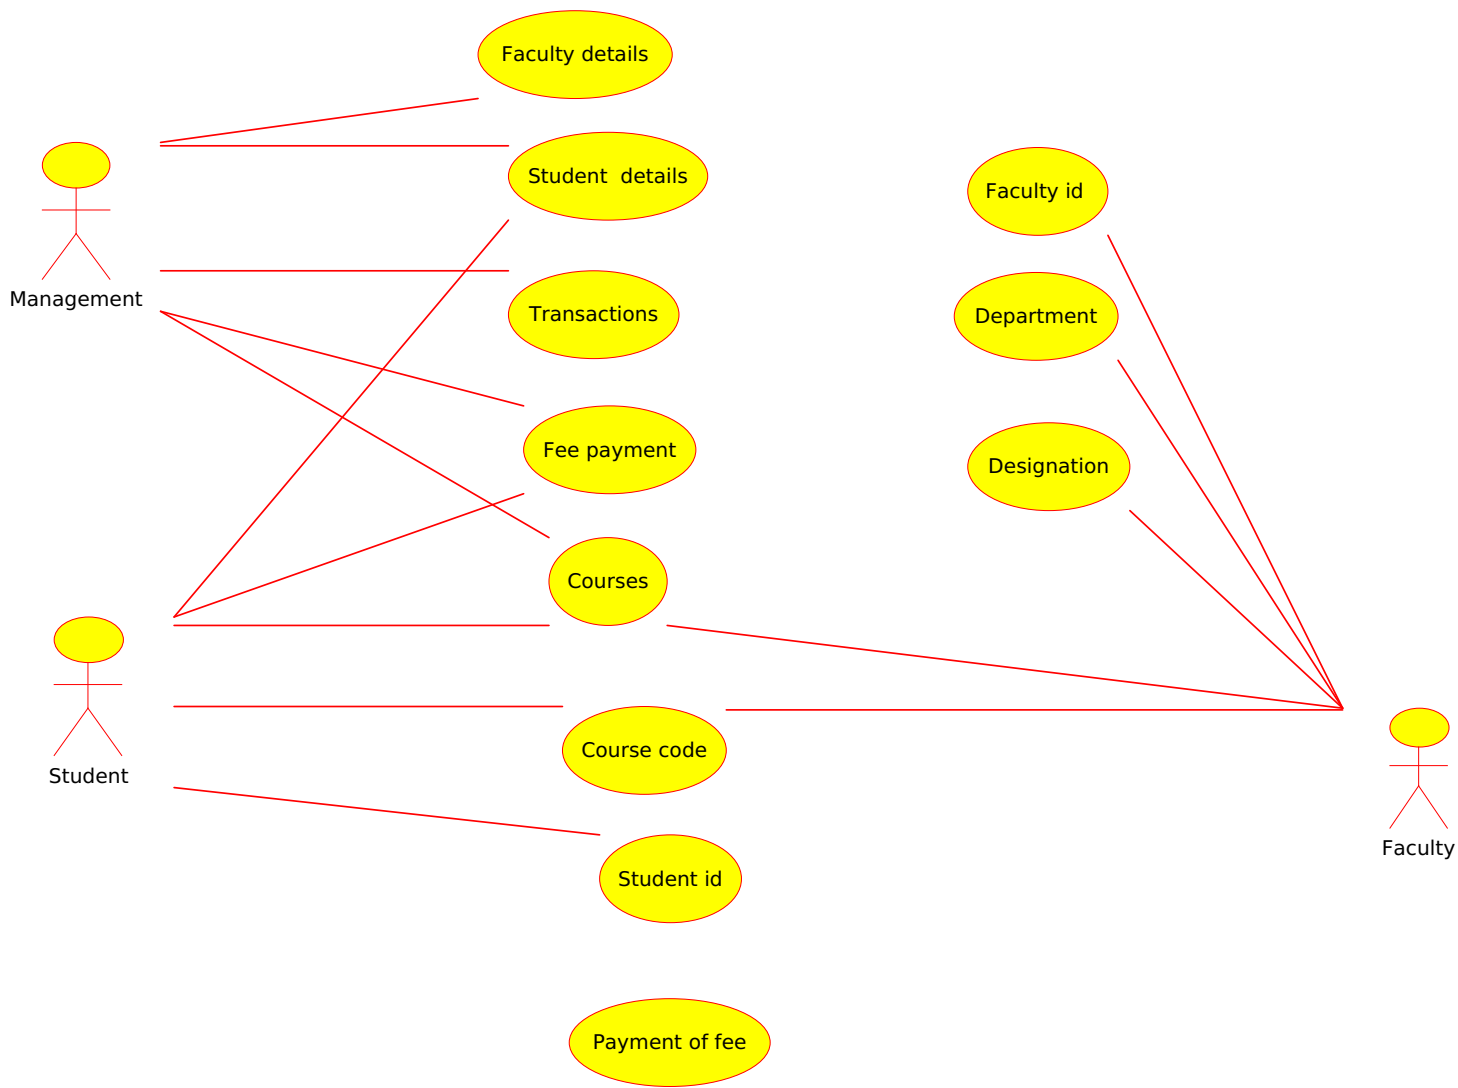 Faculty details
Student  details
Faculty id
Management
Transactions
Department
Fee payment
Designation
Courses
Course code
Student
Faculty
Student id
Payment of fee